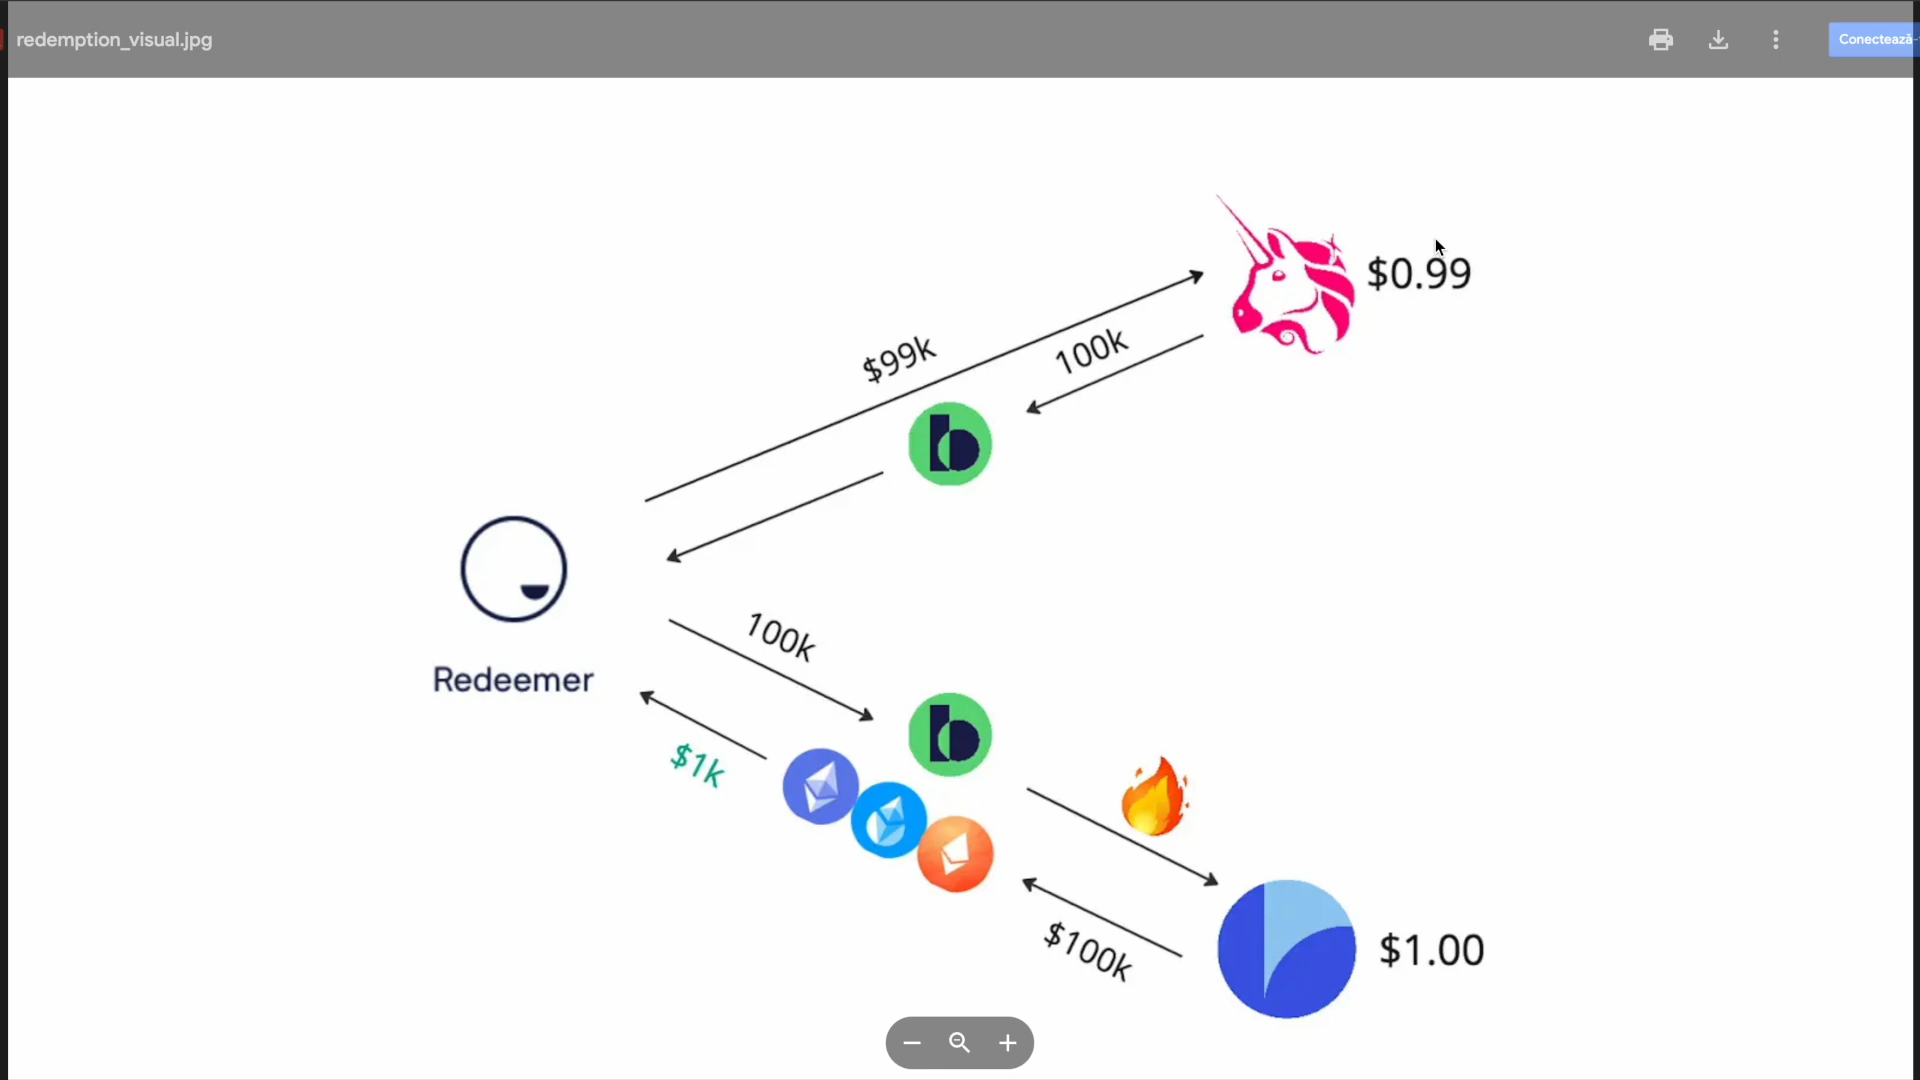 redemption_visual.jpg
Conectează-
$0.99
$99k
100k
Redeemer
100k
$1k
$100k
$1.00